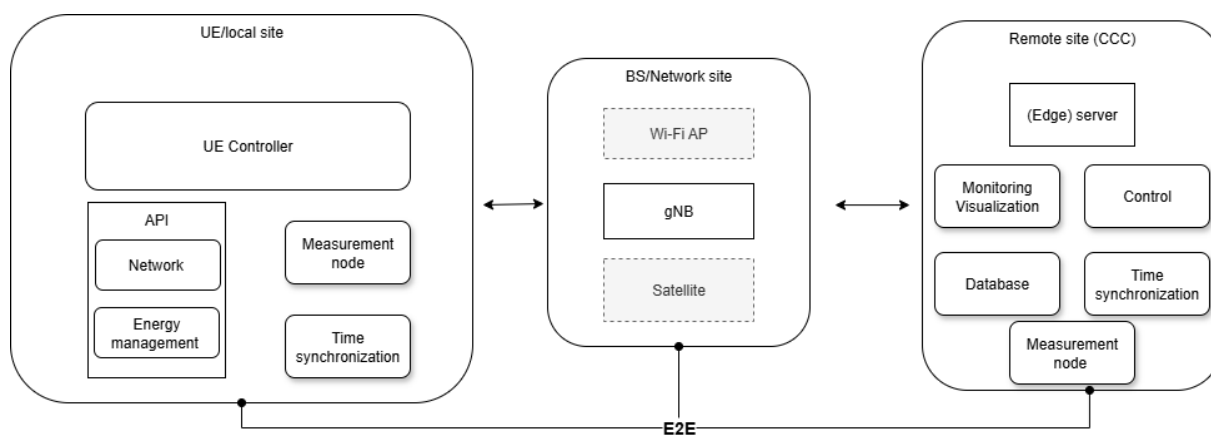 UE/local site
UE Controller
API
Network
Energy
management
Measurement
node
Time
synchronization
BS/Network site
Wi-Fi AP
gNB
Satellite
Remote site (CCC)
(Edge) server
Monitoring
Visualization
Control
Database
Time
synchronization
Measurement
node
E2E